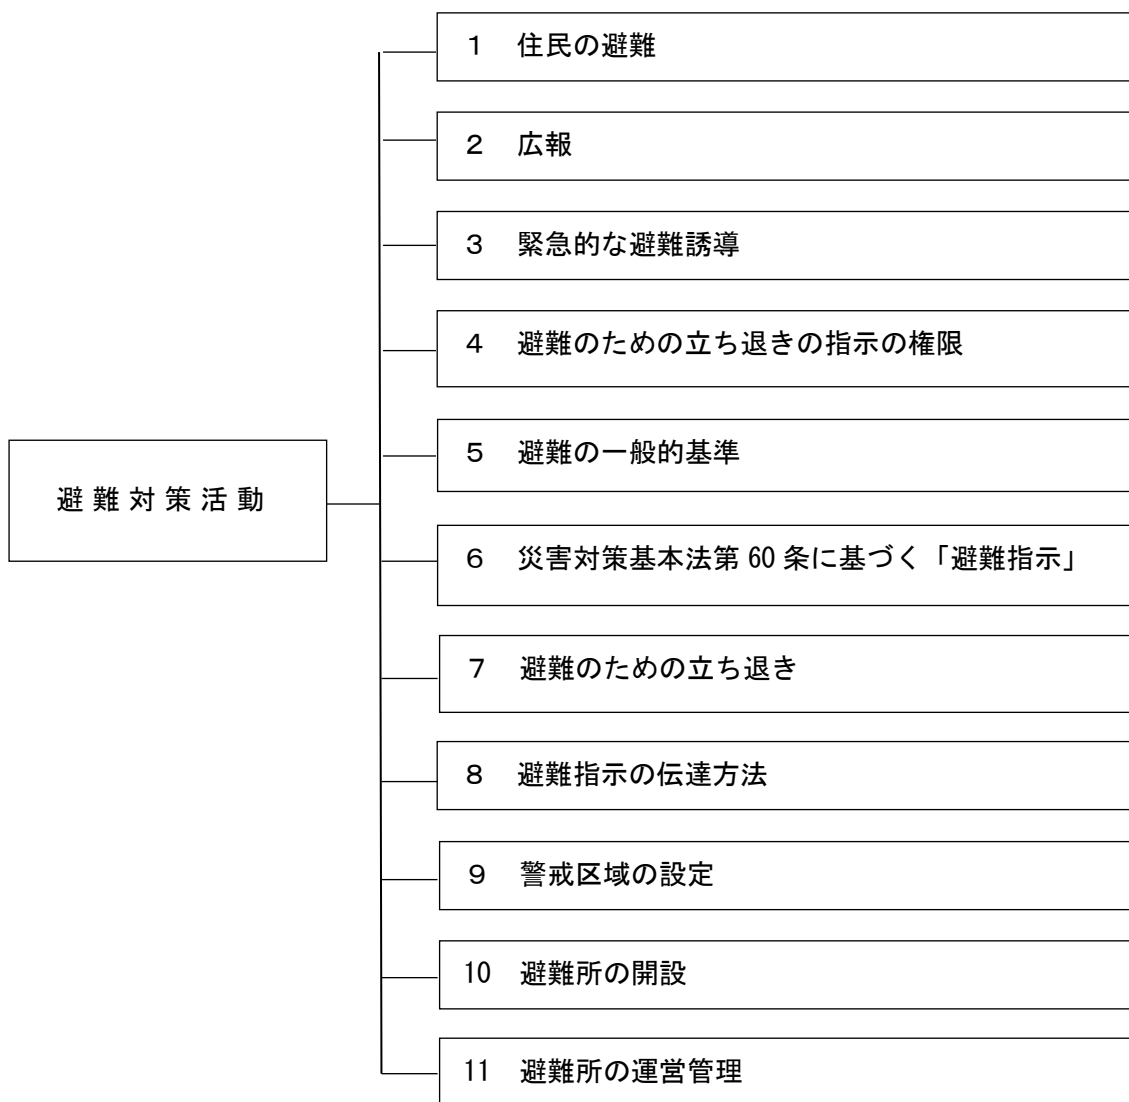 1 住民の避難
2 広報
3 緊急的な避難誘導
4 避難のための立ち退きの指示の権限
5 避難の一般的基準
避難対策活動
6 災害対策基本法第 60 条に基づく「避難指示」
7 避難のための立ち退き
8 避難指示の伝達方法
9 警戒区域の設定
10 避難所の開設
11 避難所の運営管理